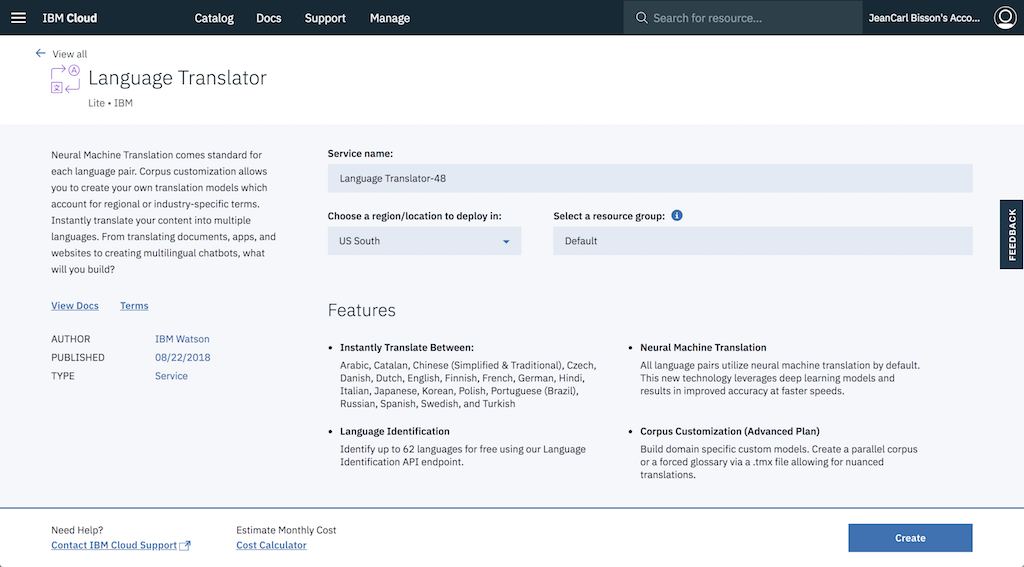 IBM Cloud Catalog Docs Support Manage Search for resource... JeanCarl Bisson's Acco...
View all
Language Translator
Lite • IBM
Neural Machine Translation comes standard for
each language pair. Corpus customization allows
you to create your own translation models which
account for regional or industry-specific terms.
Instantly translate your content into multiple
languages. From translating documents, apps, and
websites to creating multilingual chatbots, what
will you build?
View Docs Terms
AUTHOR IBM Watson
PUBLISHED 08/22/2018
TYPE Service
Service name:
Language Translator-48
Choose a region/location to deploy in: Select a resource group:
US South Default
Features
• Instantly Translate Between:
Arabic, Catalan, Chinese (Simplified & Traditional), Czech,
Danish, Dutch, English, Finnish, French, German, Hindi,
Italian, Japanese, Korean, Polish, Portuguese (Brazil),
Russian, Spanish, Swedish, and Turkish
• Neural Machine Translation
All language pairs utilize neural machine translation by default.
This new technology leverages deep learning models and
results in improved accuracy at faster speeds.
• Language Identification
Identify up to 62 languages for free using our Language
Identification API endpoint.
• Corpus Customization (Advanced Plan)
Build domain specific custom models. Create a parallel corpus
or a forced glossary via a .tmx file allowing for nuanced
translations.
FEEDBACK
Need Help? Estimate Monthly Cost
Contact IBM Cloud Support Cost Calculator
Create